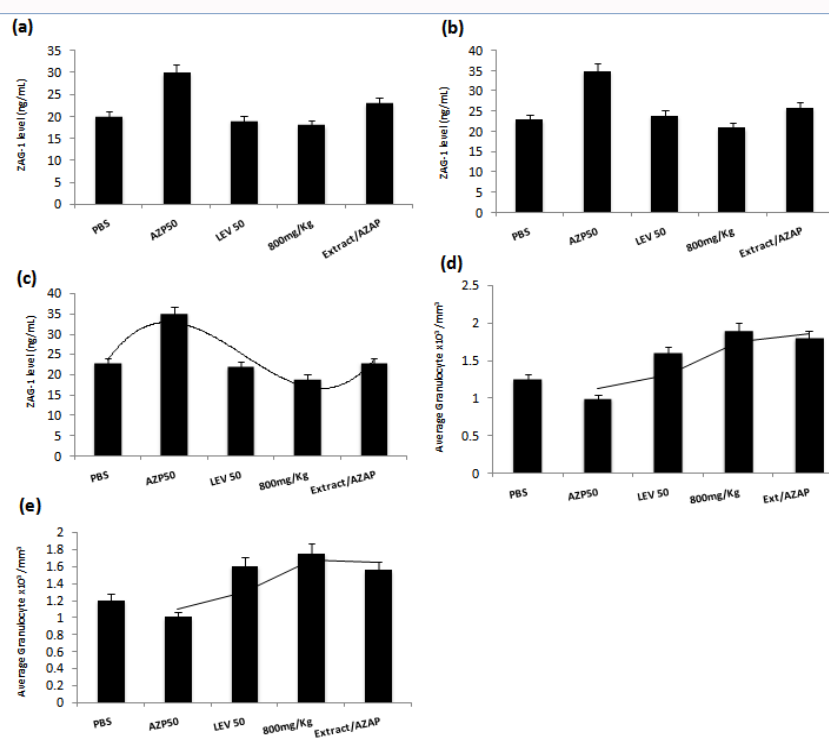 (a)
ZAG-1 level (ng/mL)
35
30
25
20
15
10
5
0
PBS
AZP50
LEV 50
800mg/Kg
Extract/AZAP
(b)
ZAG-1 level (ng/mL)
40
35
30
25
20
15
10
5
0
PBS
AZP50
LEV 50
800mg/Kg
Extract/AZAP
(c)
ZAG-1 level (ng/mL)
40
35
30
25
20
15
10
5
0
PBS
AZP50
LEV 50
800mg/Kg
Extract/AZAP
(d)
Average Granulocyte x10³/mm³
2.5
2
1.5
1
0.5
0
PBS
AZP50
LEV 50
800mg/Kg
Ext/AZAP
(e)
Average Granulocyte x10³/mm³
2
1.8
1.6
1.4
1.2
1
0.8
0.6
0.4
0.2
0
PBS
AZP50
LEV 50
800mg/Kg
Extract/AZAP